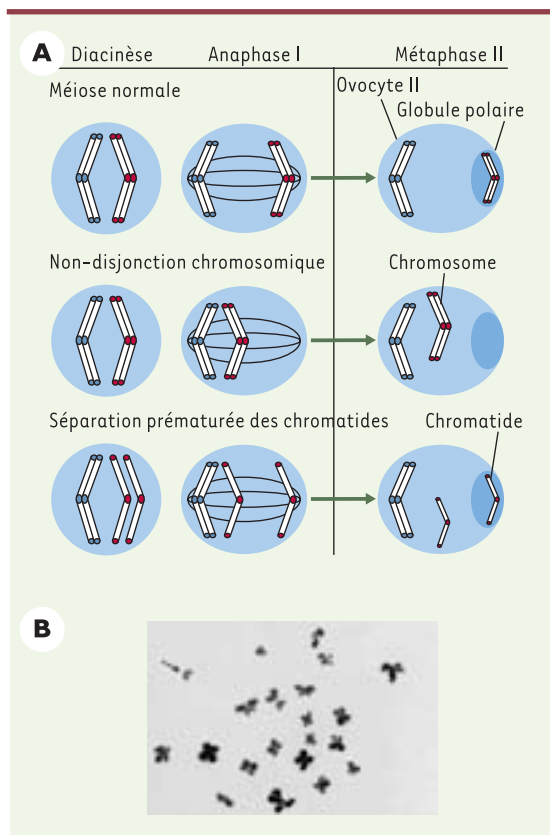 A
Diacinèse Anaphase I Métaphase II
Méiose normale
Ovocyte II
Globule polaire
Non-disjonction chromosomique
Chromosome
Séparation prématurée des chromatides
Chromatide
B